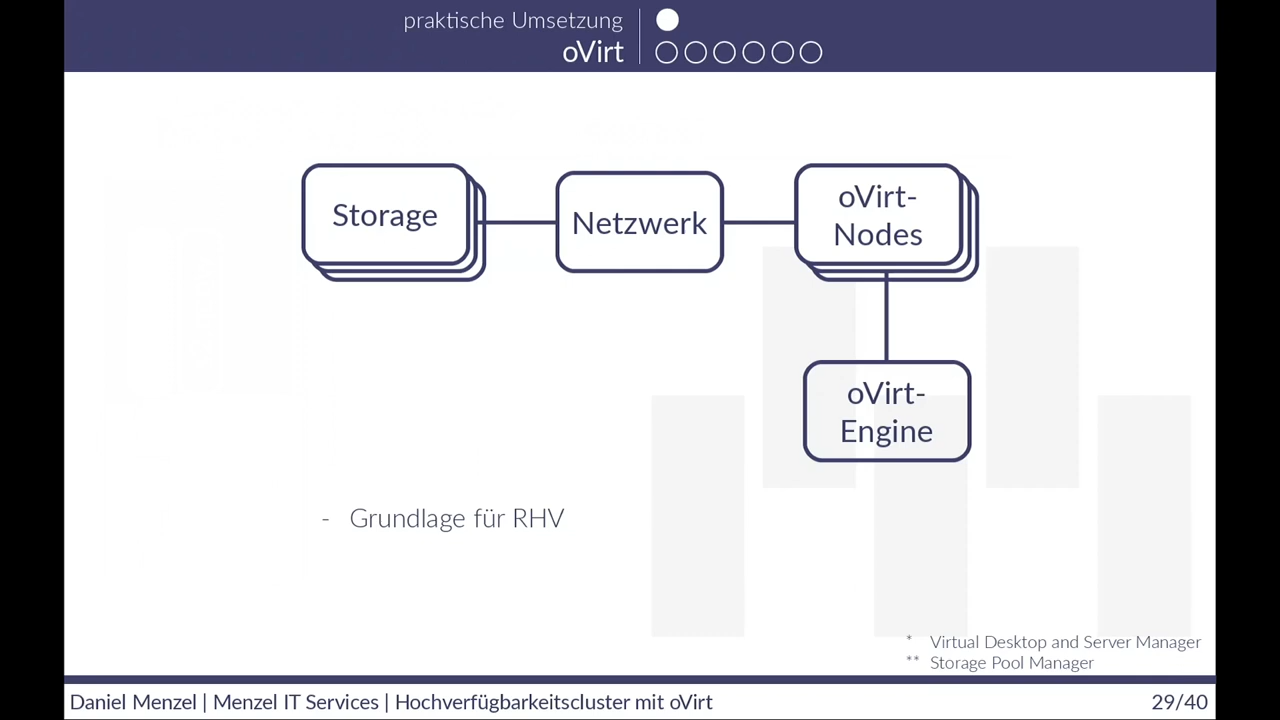 praktische Umsetzung
oVirt
Storage
Netzwerk
oVirt-
Nodes
oVirt-
Engine
- Grundlage für RHV
* Virtual Desktop and Server Manager
** Storage Pool Manager
Daniel Menzel | Menzel IT Services | Hochverfügbarkeitscluster mit oVirt
29/40